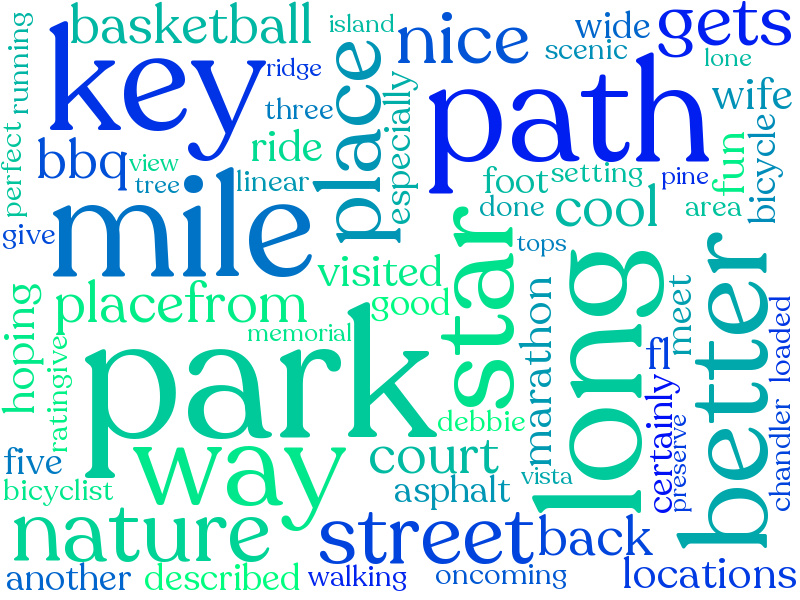 basketball
island
nice
wide
gets
running
key
ridge
place
scenic
lone
three
especially
path
wife
bbq
view
ride
perfect
tree
linear
foot
setting
pine
fun
bicycle
mile
done
cool
area
give
star
tops
visited
long
better
hoping
placefrom
good
marathon
meet
memorial
park
fl
loaded
ratingive
debbie
certainly
way
court
five
preserve
chandler
bicyclist
asphalt
vista
nature
street
back
another
described
walking
oncoming
locations